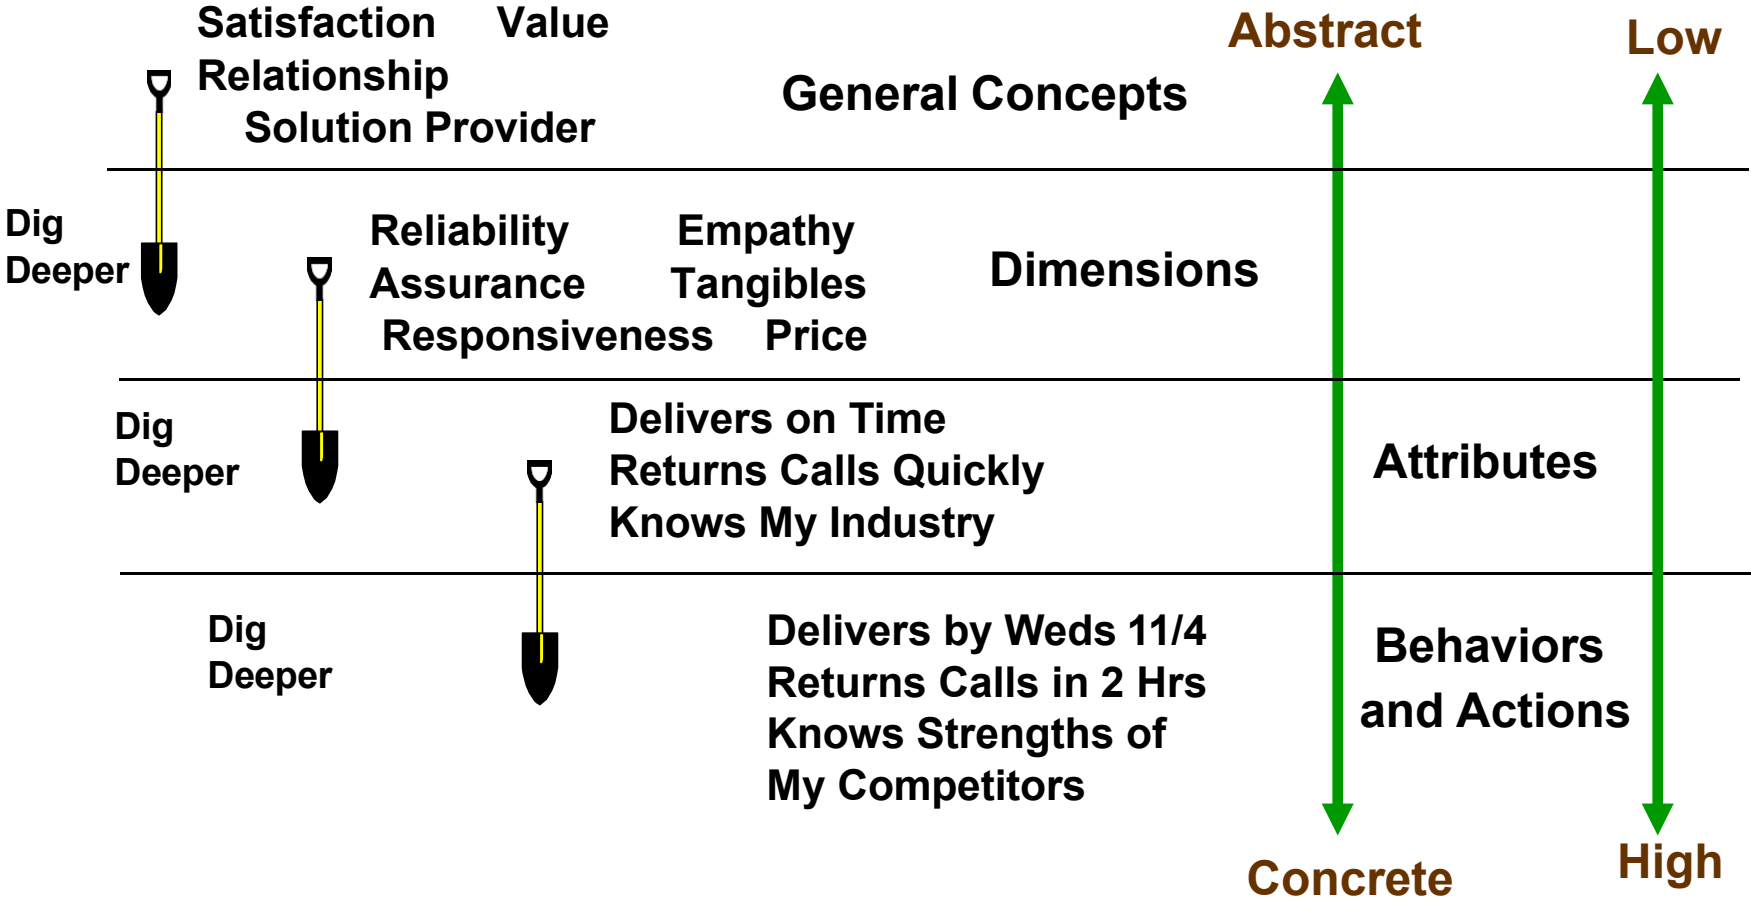 Satisfaction Value
Relationship
Solution Provider
General Concepts
Abstract
Low
Dig
Deeper
Reliability Empathy
Assurance Tangibles
Responsiveness Price
Dimensions
Dig
Deeper
Delivers on Time
Returns Calls Quickly
Knows My Industry
Attributes
Dig
Deeper
Delivers by Weds 11/4
Returns Calls in 2 Hrs
Knows Strengths of
My Competitors
Behaviors
and Actions
Concrete
High